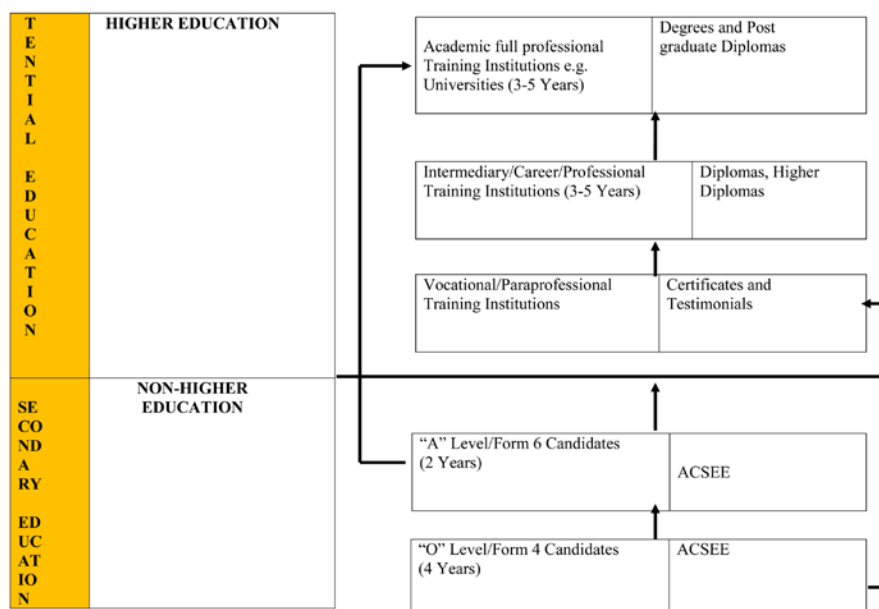 TENTIAL EDUCATION
HIGHER EDUCATION
Academic full professional
Training Institutions e.g.
Universities (3-5 Years)
Degrees and Post
graduate Diplomas
Intermediary/Career/Professional
Training Institutions (3-5 Years)
Diplomas, Higher
Diplomas
Vocational/Paraprofessional
Training Institutions
Certificates and
Testimonials
SE
CO
ND
A
RY
ED
UC
AT
IO
N
NON-HIGHER
EDUCATION
“A” Level/Form 6 Candidates
(2 Years)
ACSEE
“O” Level/Form 4 Candidates
(4 Years)
ACSEE